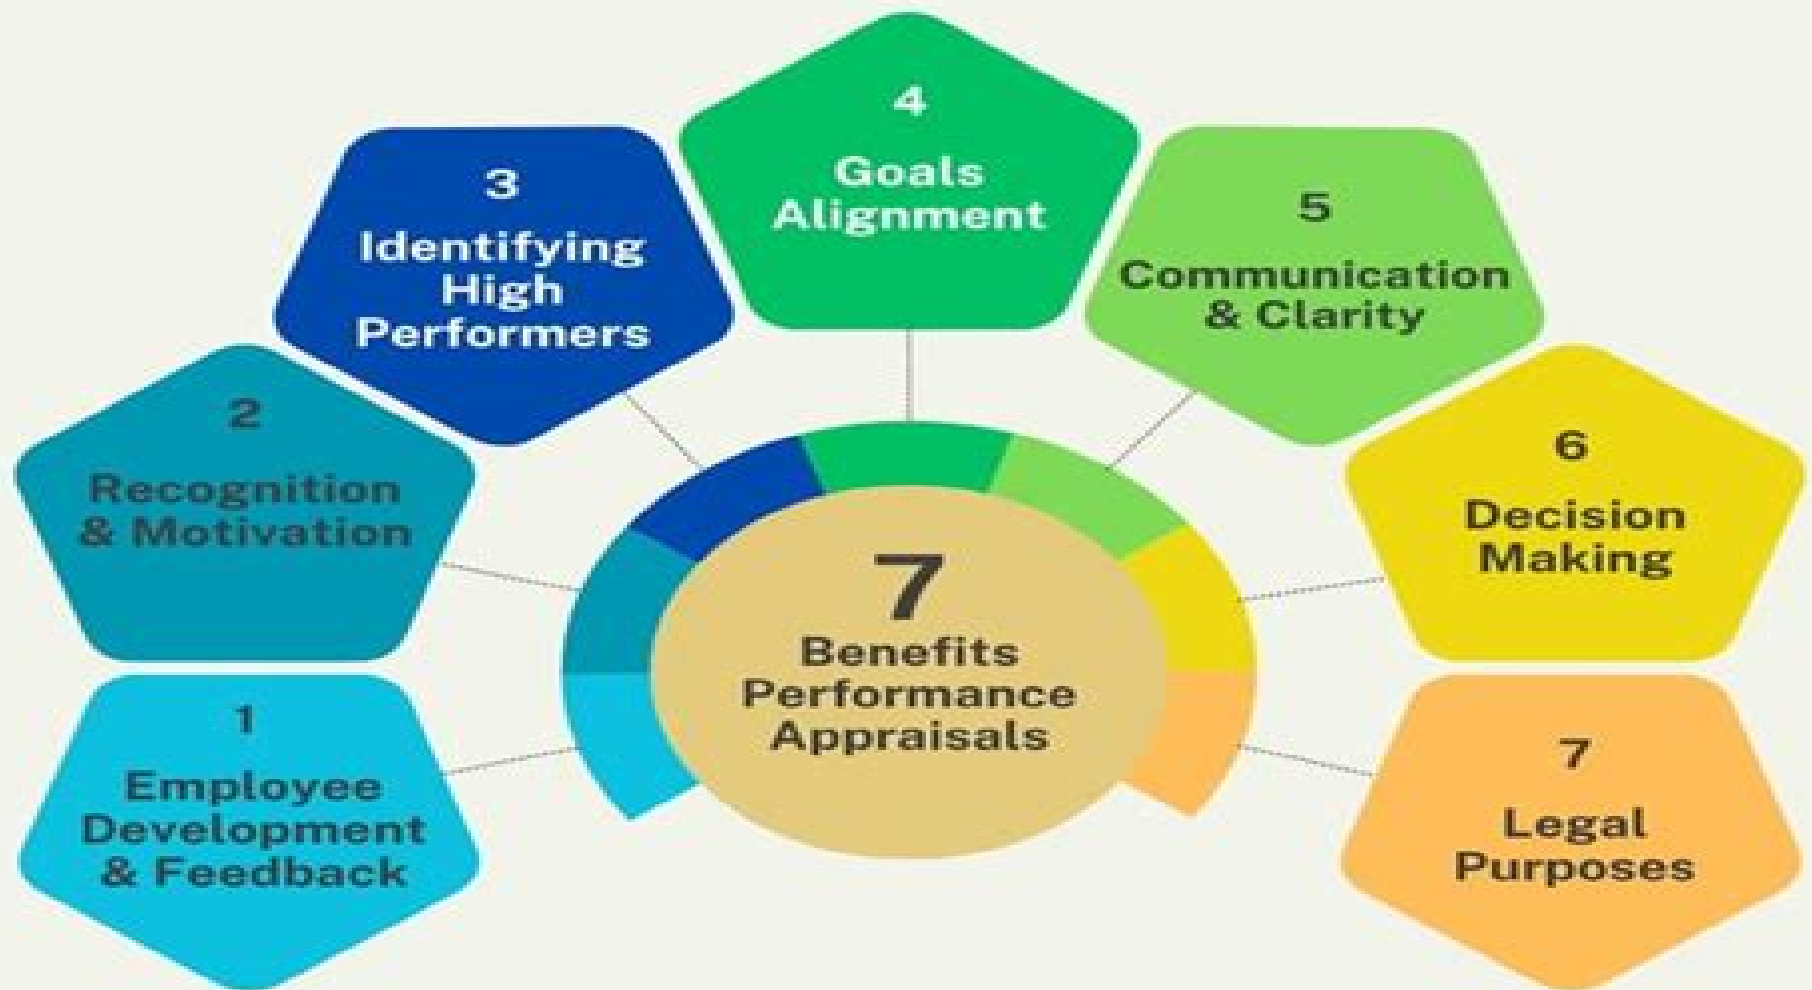 1
Employee
Development
& Feedback
2
Recognition
& Motivation
3
Identifying
High
Performers
4
Goals
Alignment
5
Communication
& Clarity
6
Decision
Making
7
Legal
Purposes
7
Benefits
Performance
Appraisals